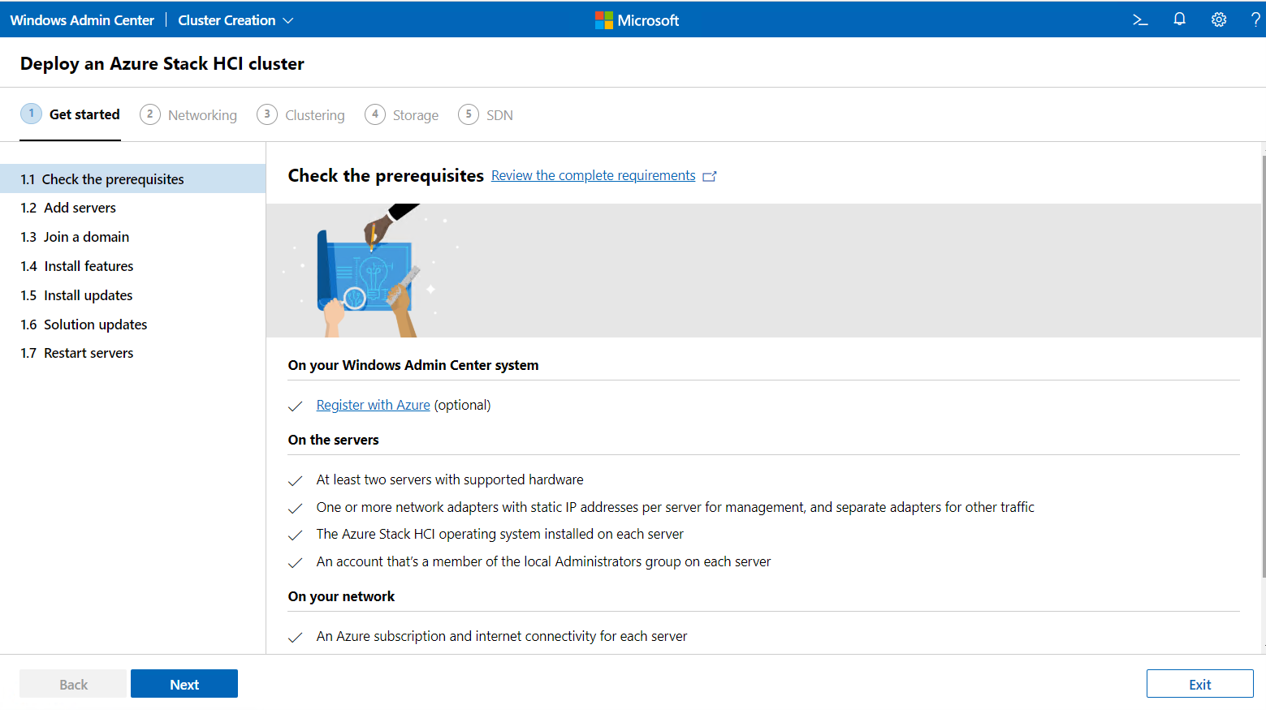 Windows Admin Center | Cluster Creation
Microsoft
?
Deploy an Azure Stack HCI cluster
1 Get started
2 Networking
3 Clustering
4 Storage
5 SDN
1.1 Check the prerequisites
1.2 Add servers
1.3 Join a domain
1.4 Install features
1.5 Install updates
1.6 Solution updates
1.7 Restart servers
Check the prerequisites Review the complete requirements
On your Windows Admin Center system
Register with Azure (optional)
On the servers
At least two servers with supported hardware
One or more network adapters with static IP addresses per server for management, and separate adapters for other traffic
The Azure Stack HCI operating system installed on each server
An account that's a member of the local Administrators group on each server
On your network
An Azure subscription and internet connectivity for each server
Back
Next
Exit